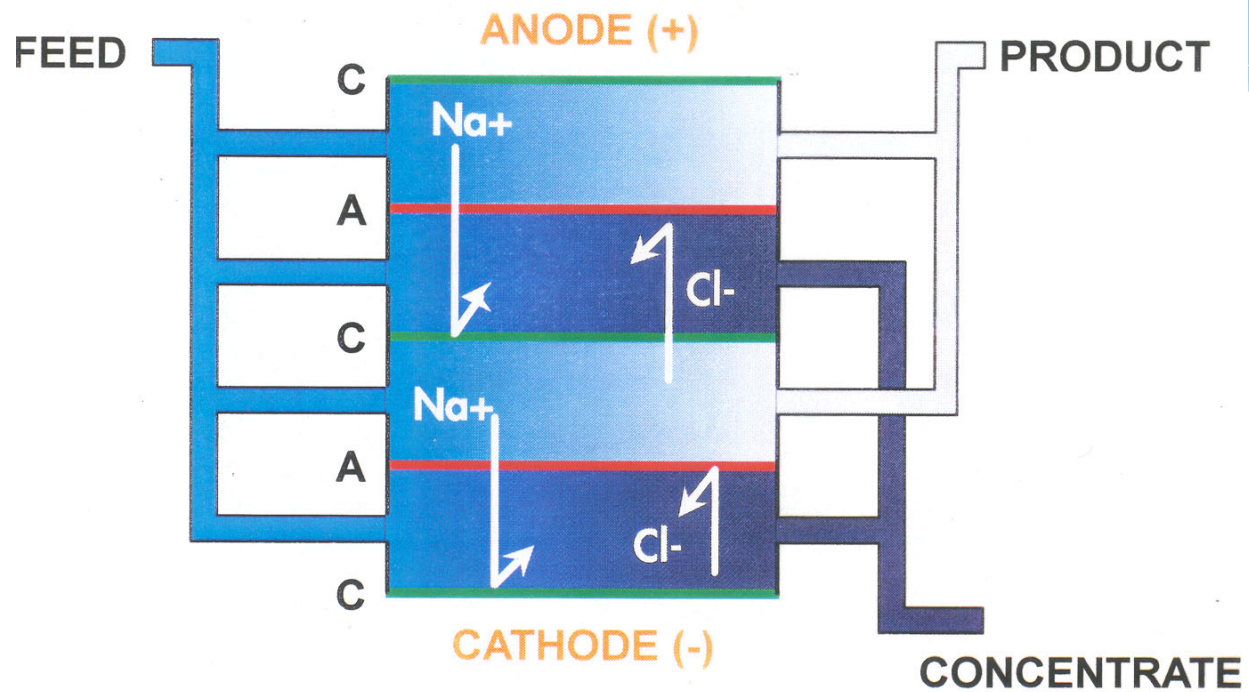 ANODE (+)
FEED
PRODUCT
C
Na+
A
Cl-
C
Na+
A
Cl-
C
CATHODE (-)
CONCENTRATE